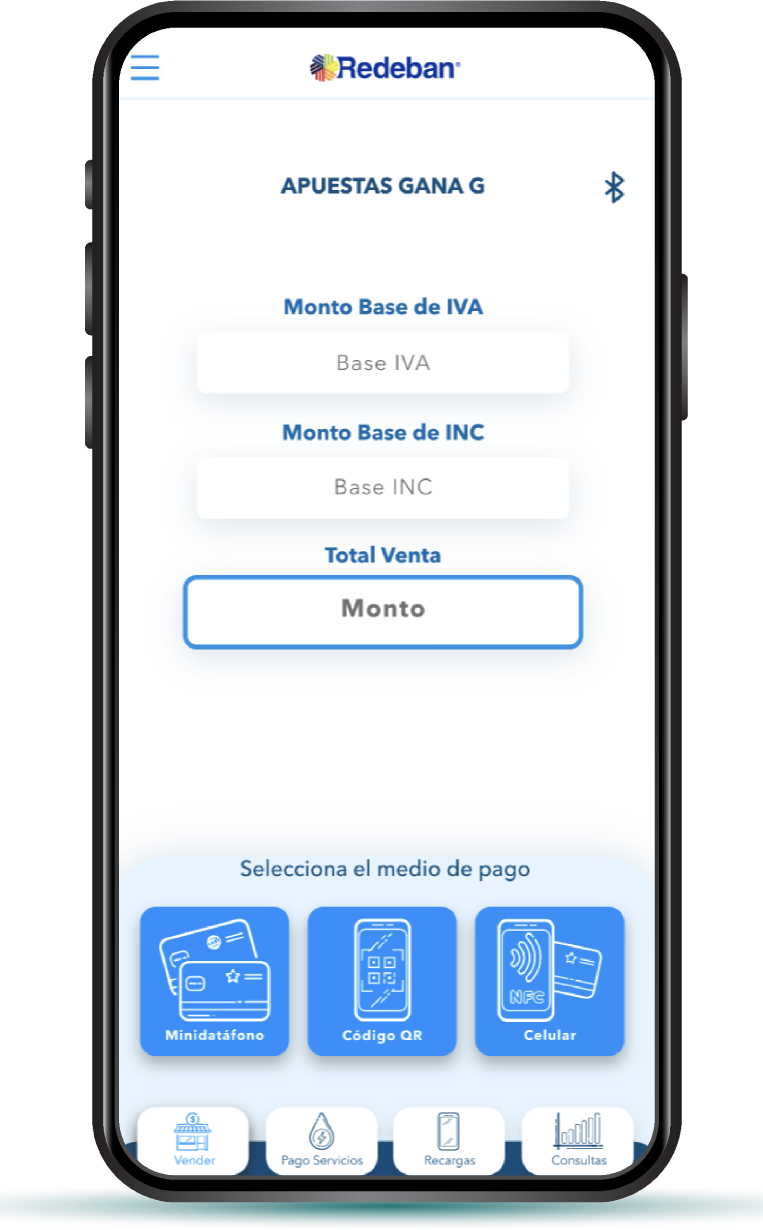 Redeban
APUESTAS GANA G
Monto Base de IVA
Base IVA
Monto Base de INC
Base INC
Total Venta
Monto
Selecciona el medio de pago
NFC
Minidatáfono
Código QR
Celular
$
Vender
Pago Servicios
Recargas
Consultas